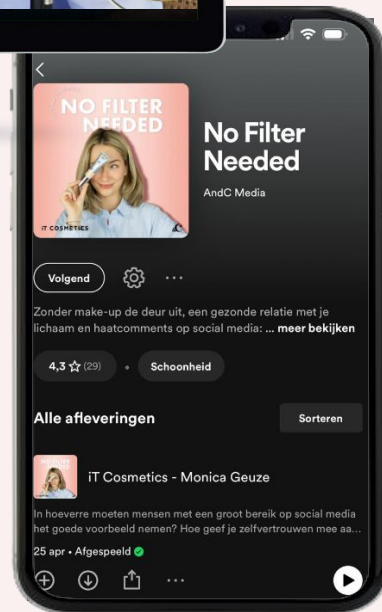 NO FILTER
NEEDED
iT COSMETICS
No Filter
Needed
AndC Media
Volgend
Zonder make-up de deur uit, een gezonde relatie met je
lichaam en haatcomments op social media: ... meer bekijken
4,3 (29) • Schoonheid
Alle afleveringen
Sorteren
iT Cosmetics - Monica Geuze
In hoeverre moeten mensen met een groot bereik op social media
het goede voorbeeld nemen? Hoe geef je zelfvertrouwen mee aa...
25 apr • Afgespeeld